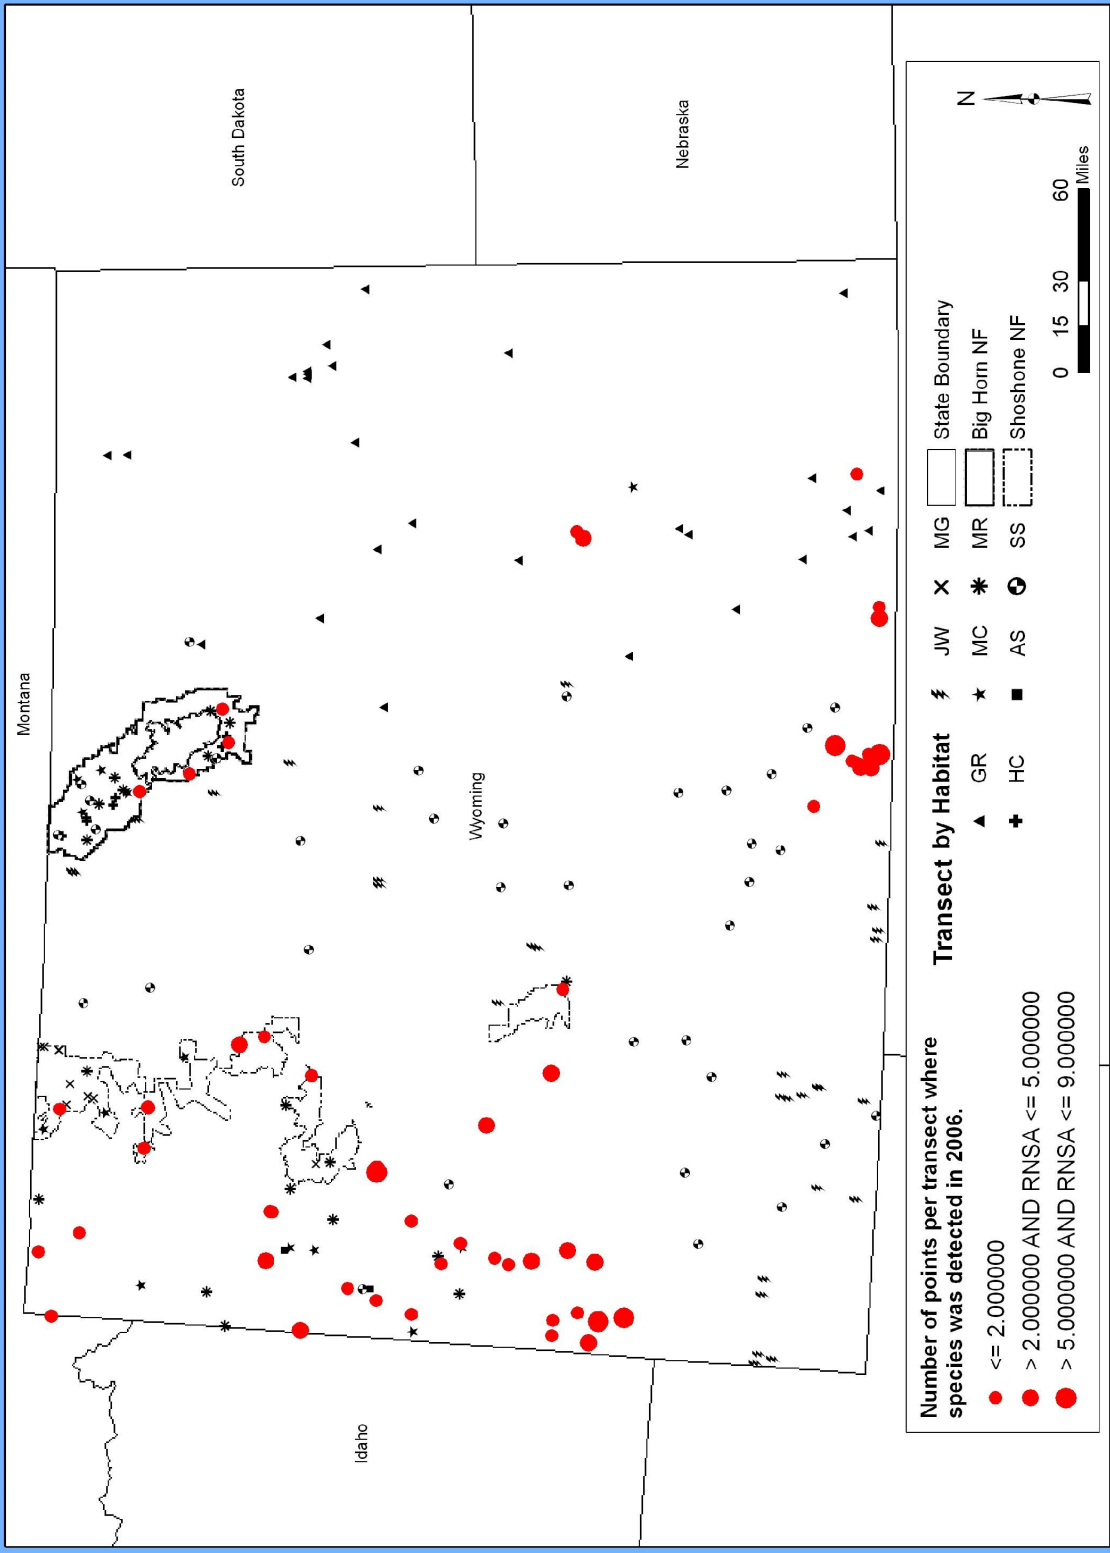 Montana
South Dakota
Wyoming
Nebraska
Idaho
Number of points per transect where
species was detected in 2006.
<= 2.000000
> 2.000000 AND RNSA <= 5.000000
> 5.000000 AND RNSA <= 9.000000
Transect by Habitat
GR
HC
JW
MC
AS
MG
MR
SS
State Boundary
Big Horn NF
Shoshone NF
N
0 15 30 60
Miles